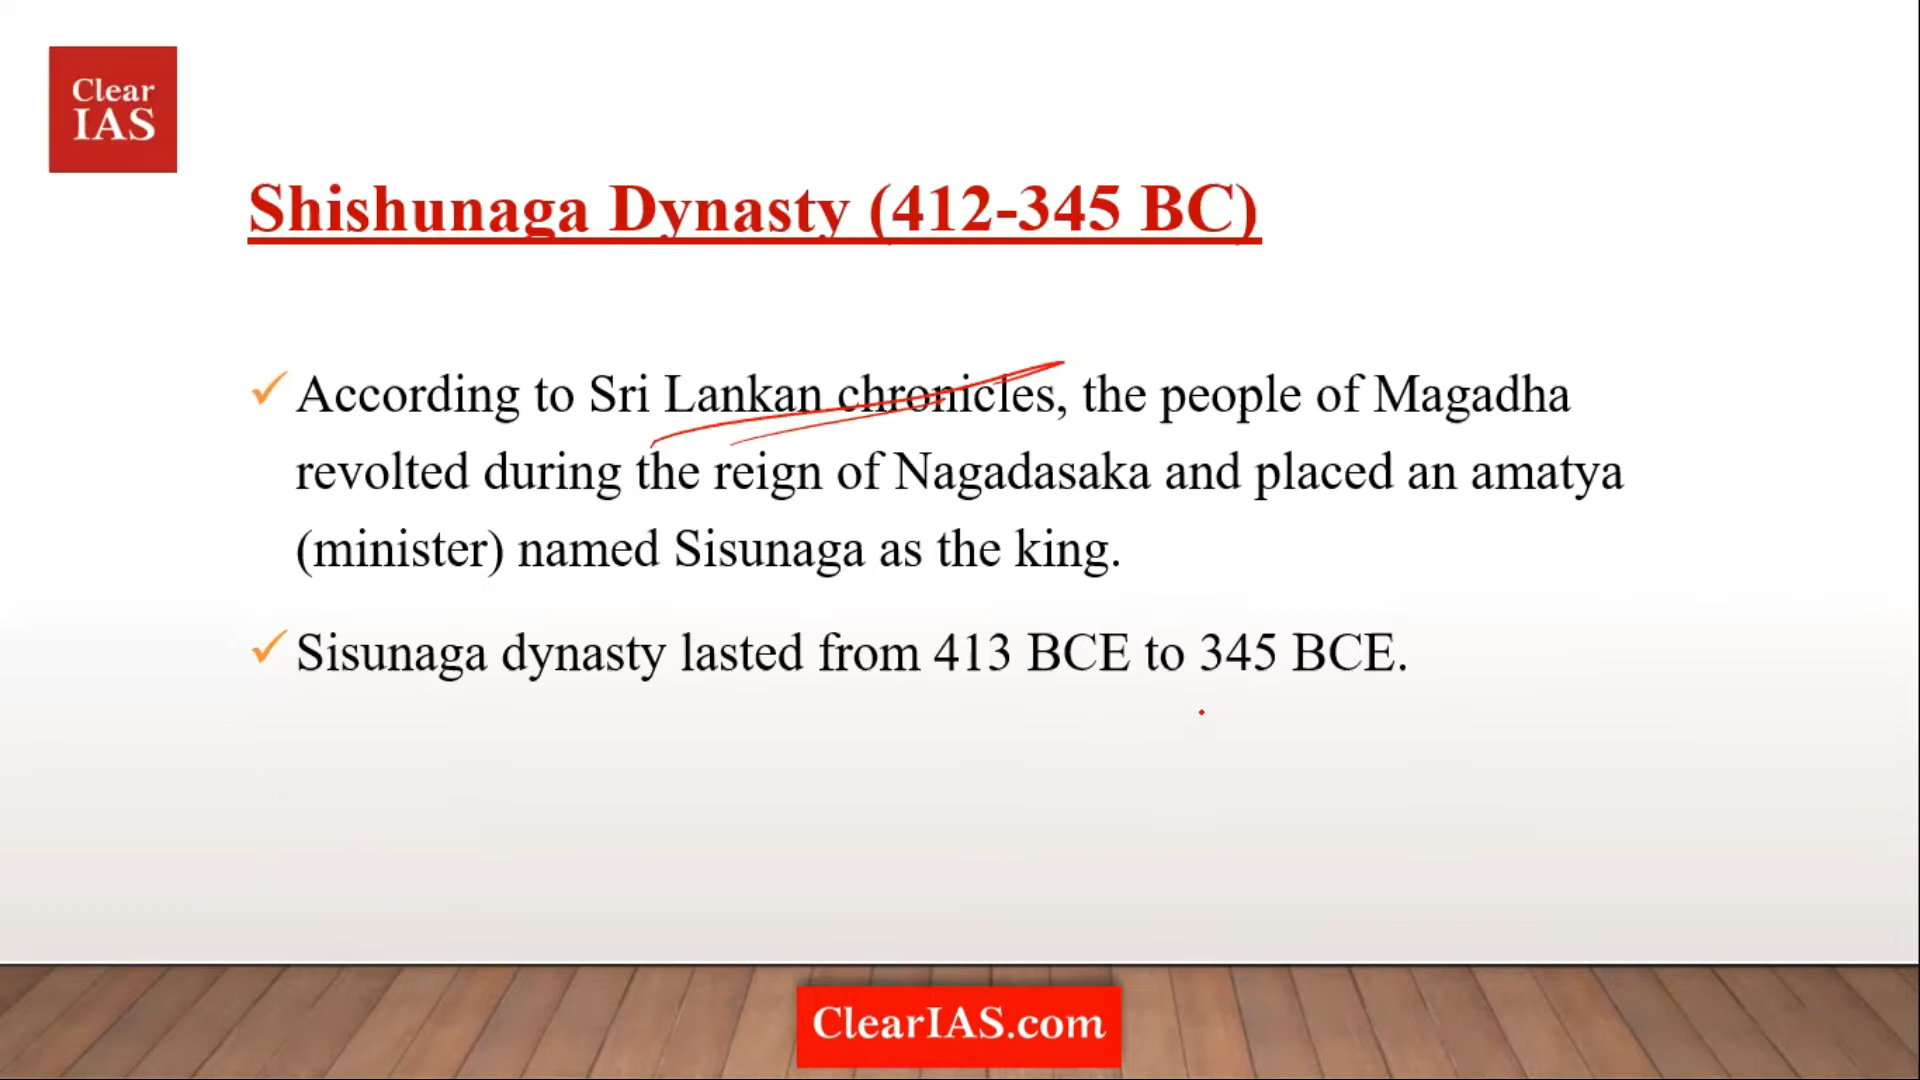 Clear
IAS
Shishunaga Dynasty (412-345 BC)
According to Sri Lankan chronicles, the people of Magadha
revolted during the reign of Nagadasaka and placed an amatya
(minister) named Sisunaga as the king.
Sisunaga dynasty lasted from 413 BCE to 345 BCE.
ClearIAS.com